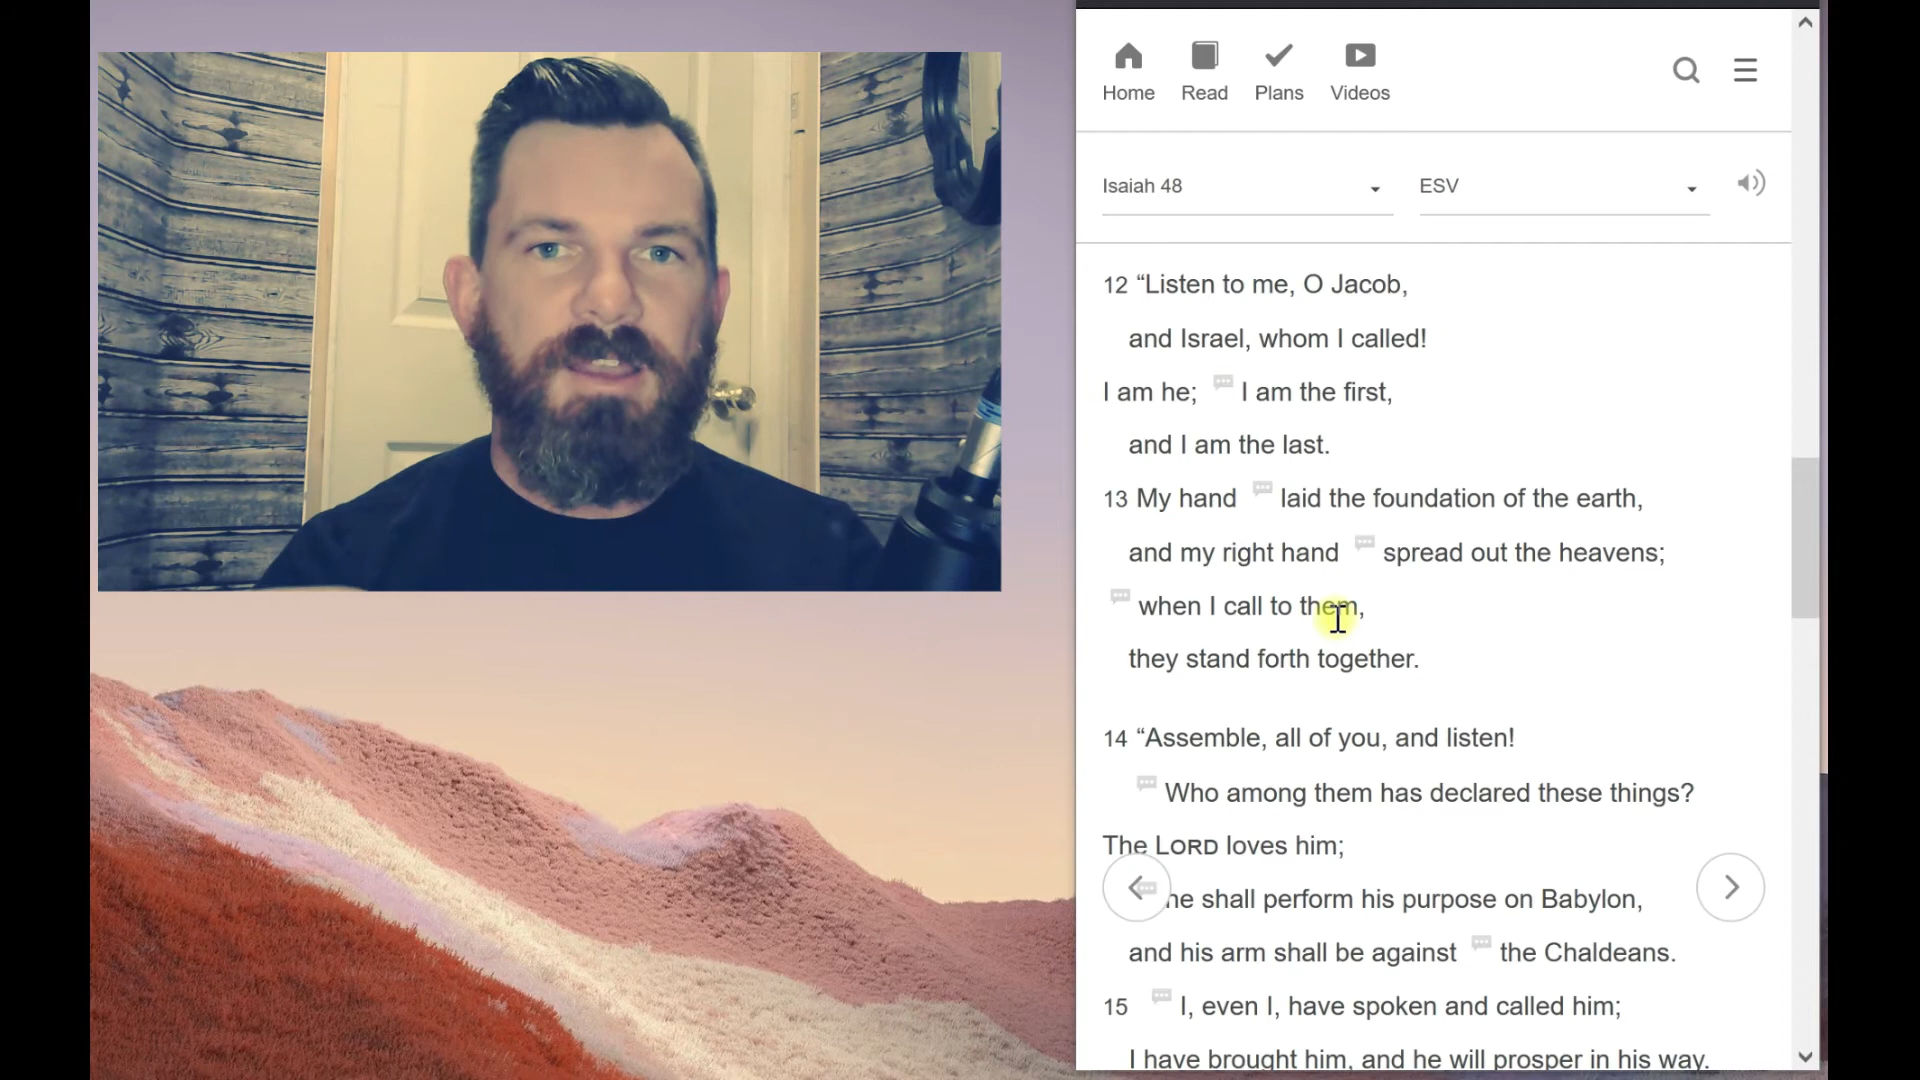 Home Read Plans Videos
Isaiah 48 ESV
12 “Listen to me, O Jacob,
and Israel, whom I called!
I am he; I am the first,
and I am the last.
13 My hand laid the foundation of the earth,
and my right hand spread out the heavens;
when I call to them,
they stand forth together.
14 “Assemble, all of you, and listen!
Who among them has declared these things?
The LORD loves him;
he shall perform his purpose on Babylon,
and his arm shall be against the Chaldeans.
15 I, even I, have spoken and called him;
I have brought him, and he will prosper in his way.